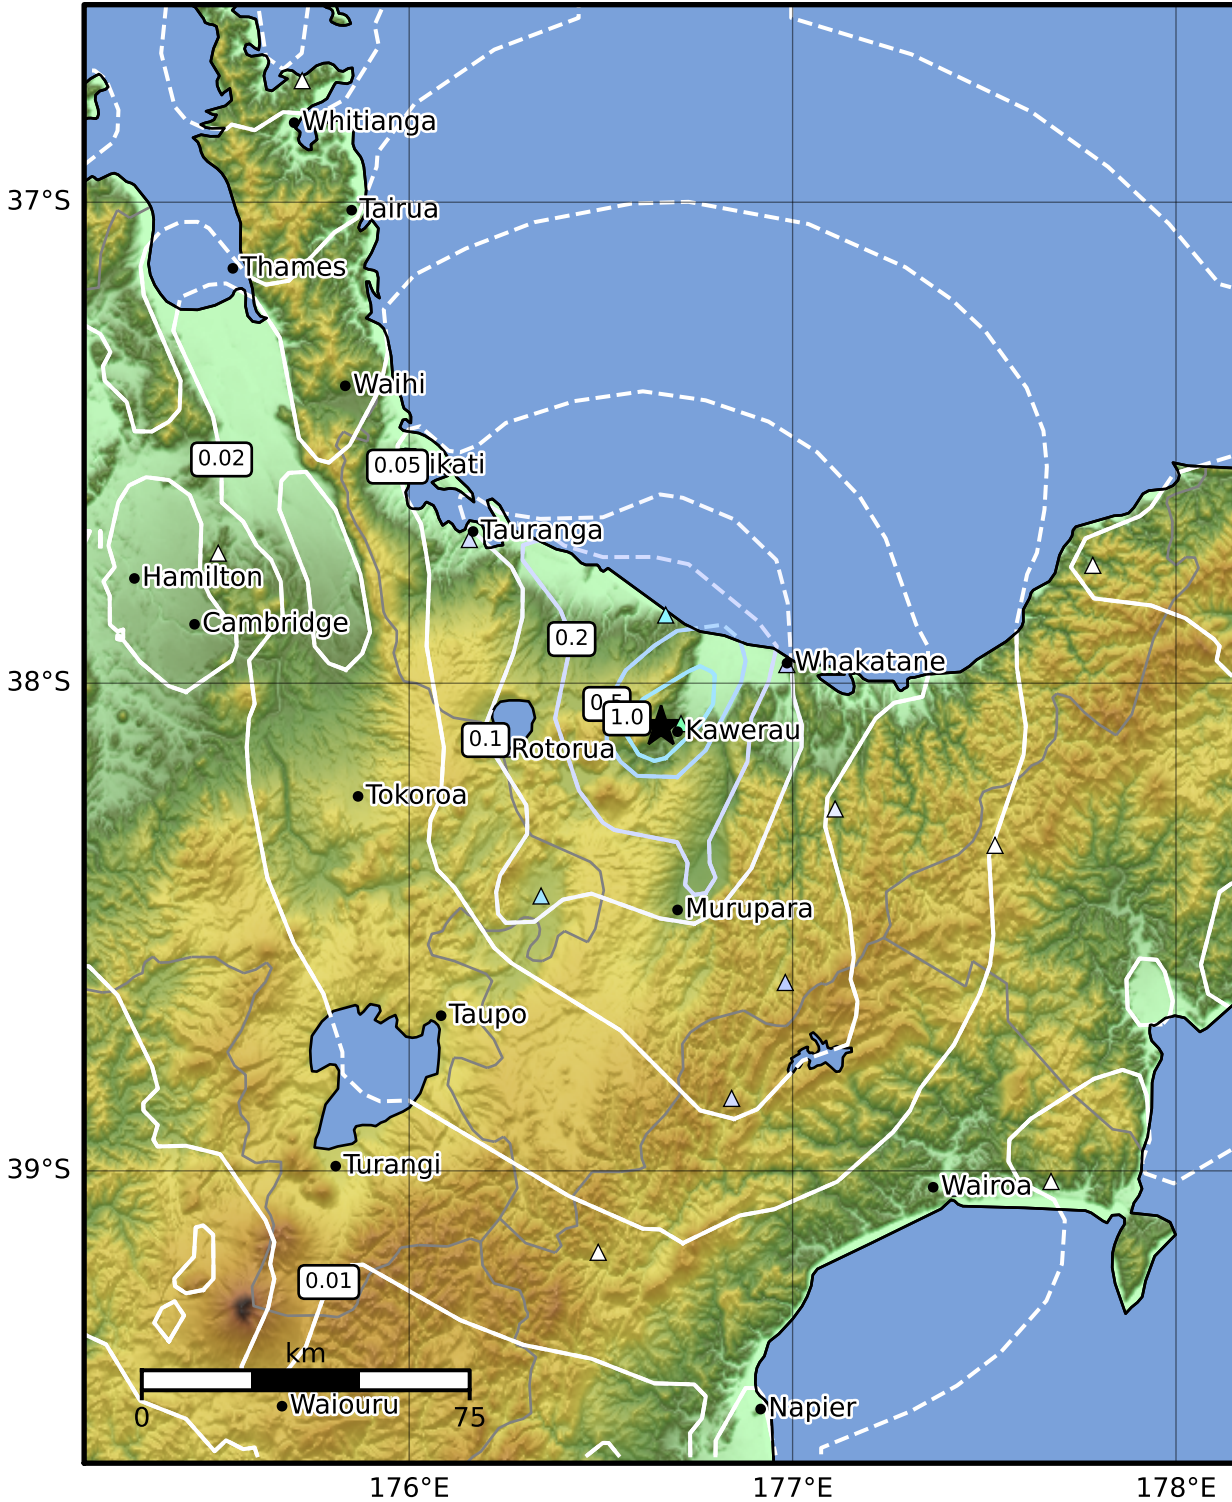 Whitianga
37°S
Tairua
Thames
Waihi
0.02
0.05
ikati
Tauranga
Hamilton
Cambridge
0.2
Whakatane
38°S
1.0
Kawerau
0.1
Rotorua
Tokoroa
Murupara
Taupo
39°S
Turangi
Wairoa
0.01
km
0
75
Waiouru
Napier
176°E
177°E
178°E